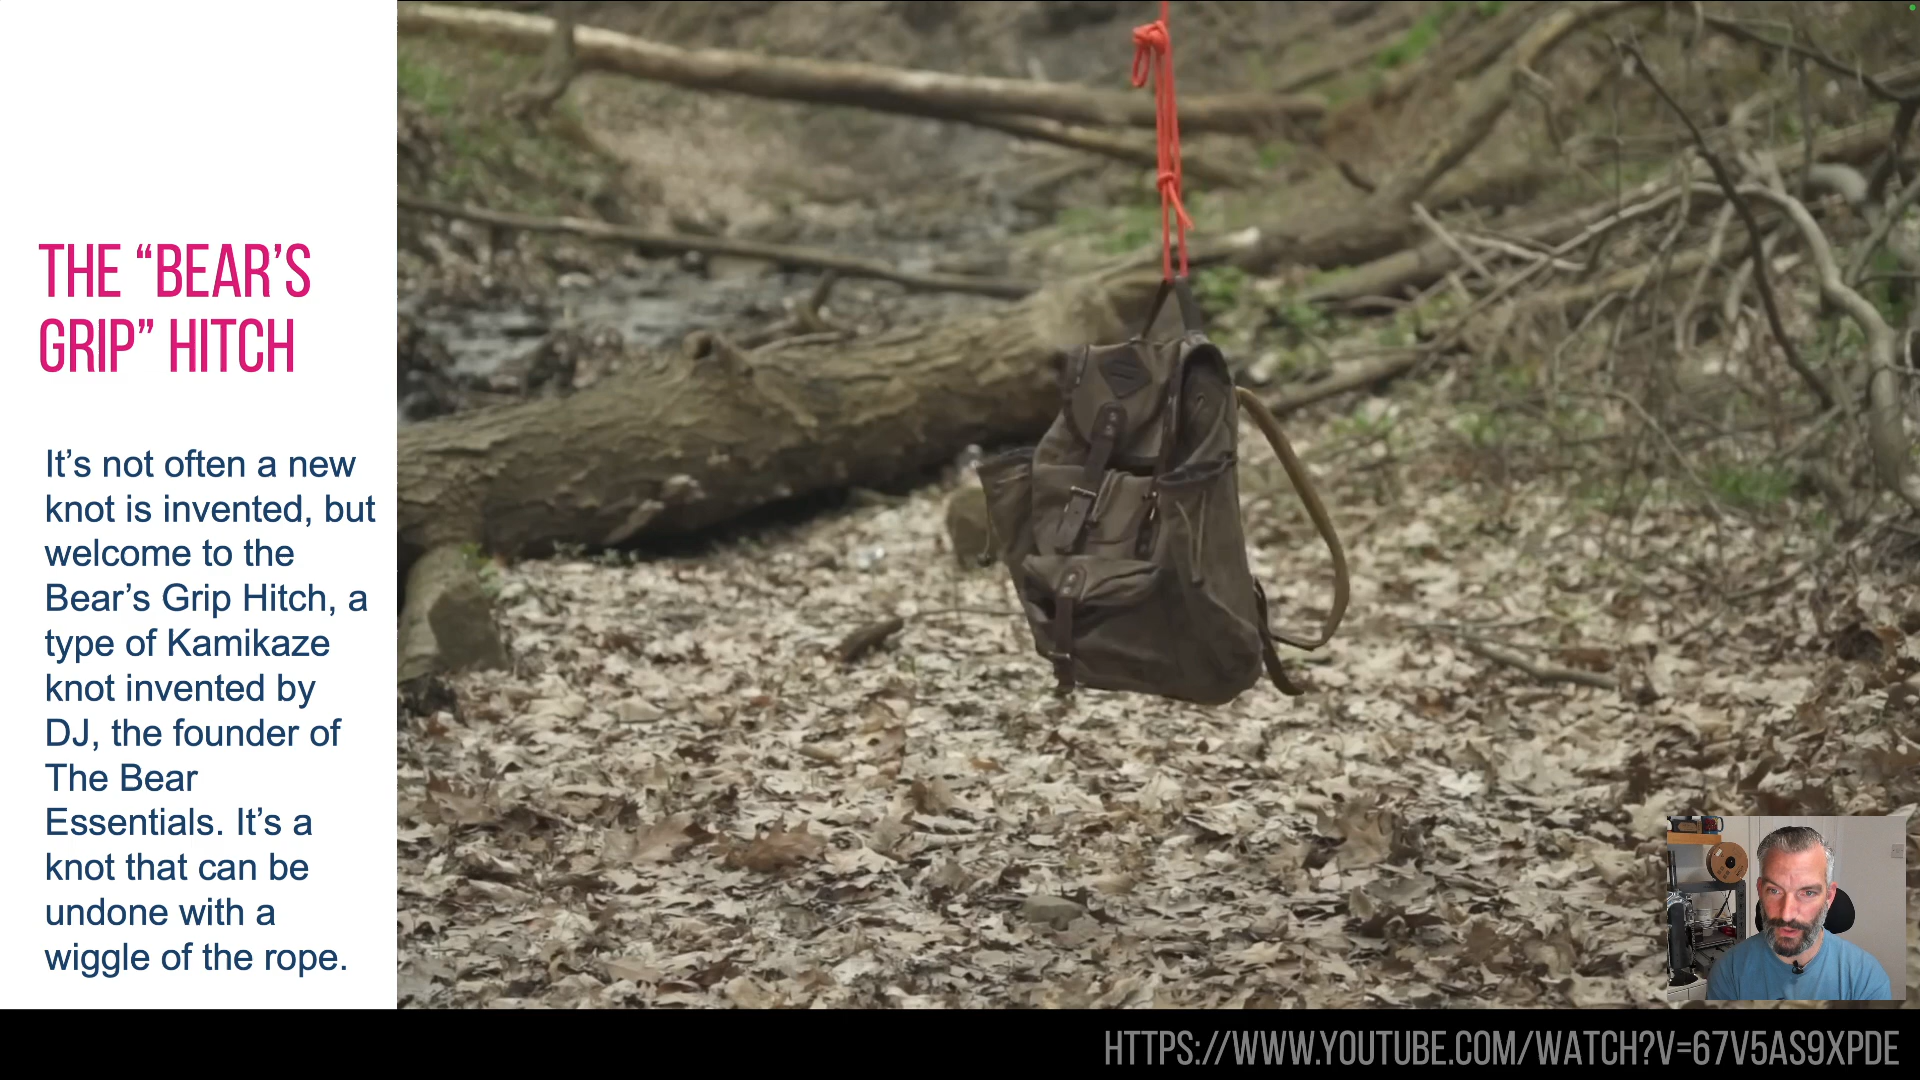 THE “BEAR’S
GRIP” HITCH
It’s not often a new
knot is invented, but
welcome to the
Bear’s Grip Hitch, a
type of Kamikaze
knot invented by
DJ, the founder of
The Bear
Essentials. It’s a
knot that can be
undone with a
wiggle of the rope.
HTTPS://WWW.YOUTUBE.COM/WATCH?V=67V5AS9XPDE